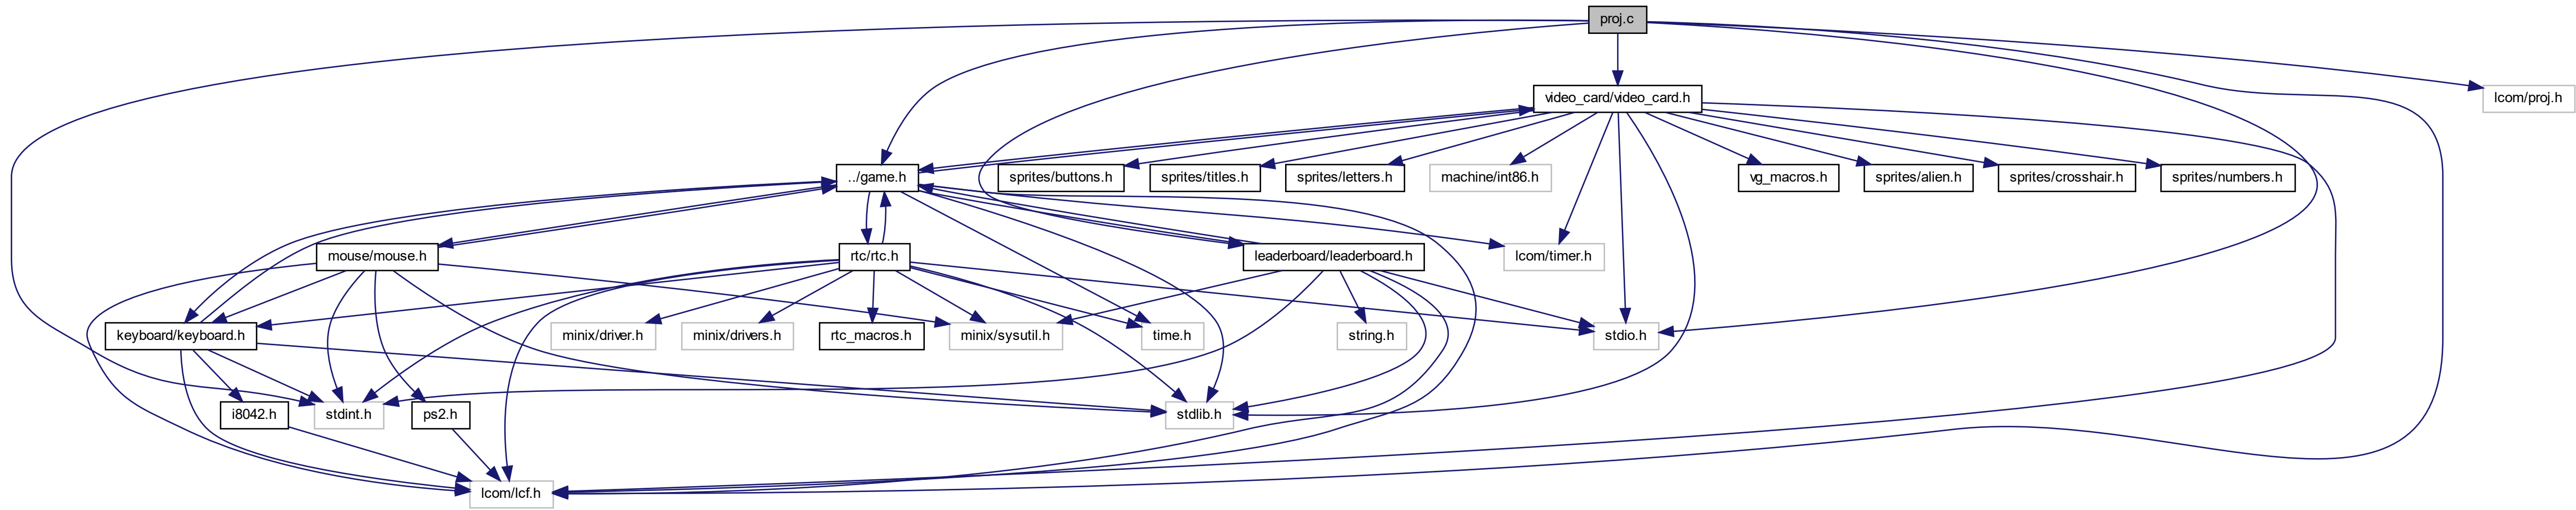 proj.c
video_card/video_card.h
lcom/proj.h
../game.h
sprites/buttons.h
sprites/titles.h
sprites/letters.h
machine/int86.h
vg_macros.h
sprites/alien.h
sprites/crosshair.h
sprites/numbers.h
mouse/mouse.h
rtc/rtc.h
leaderboard/leaderboard.h
lcom/timer.h
keyboard/keyboard.h
minix/driver.h
minix/drivers.h
rtc_macros.h
minix/sysutil.h
time.h
string.h
stdio.h
i8042.h
stdint.h
ps2.h
stdlib.h
lcom/lcf.h